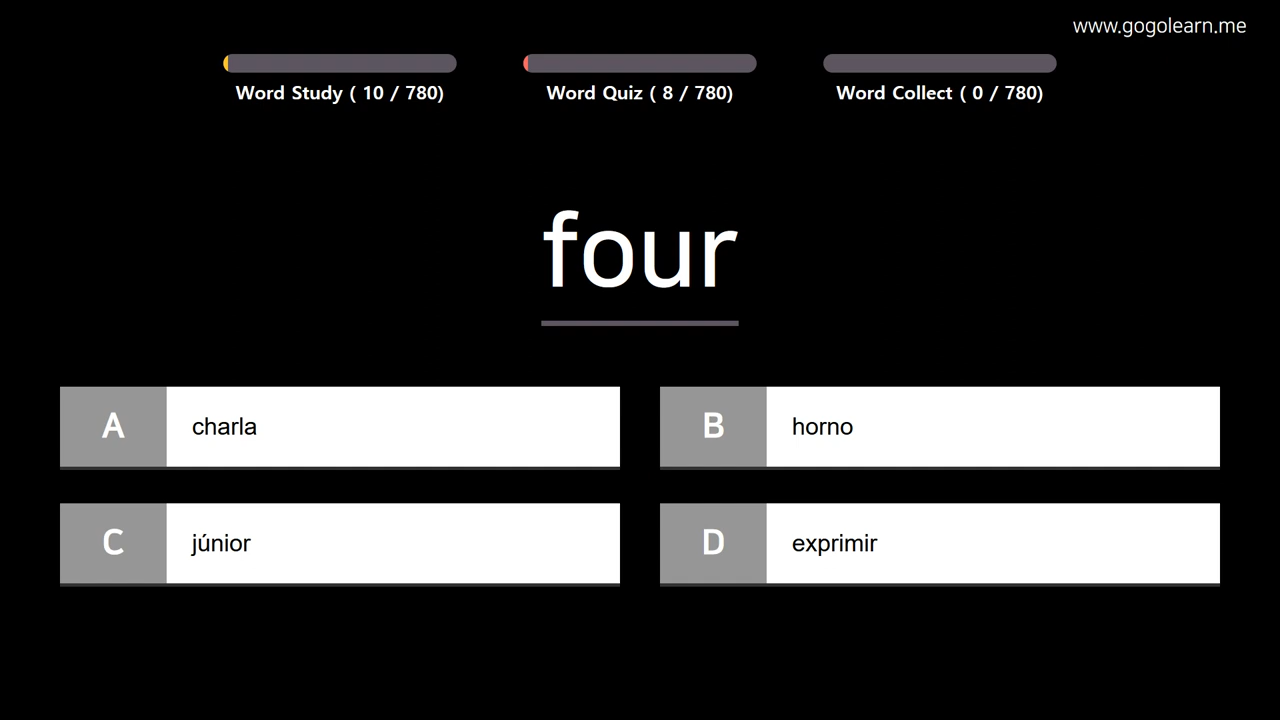 www.gogolearn.me
Word Study ( 10 / 780)
Word Quiz ( 8 / 780)
Word Collect ( 0 / 780)
four
A charla
B horno
C júnior
D exprimir